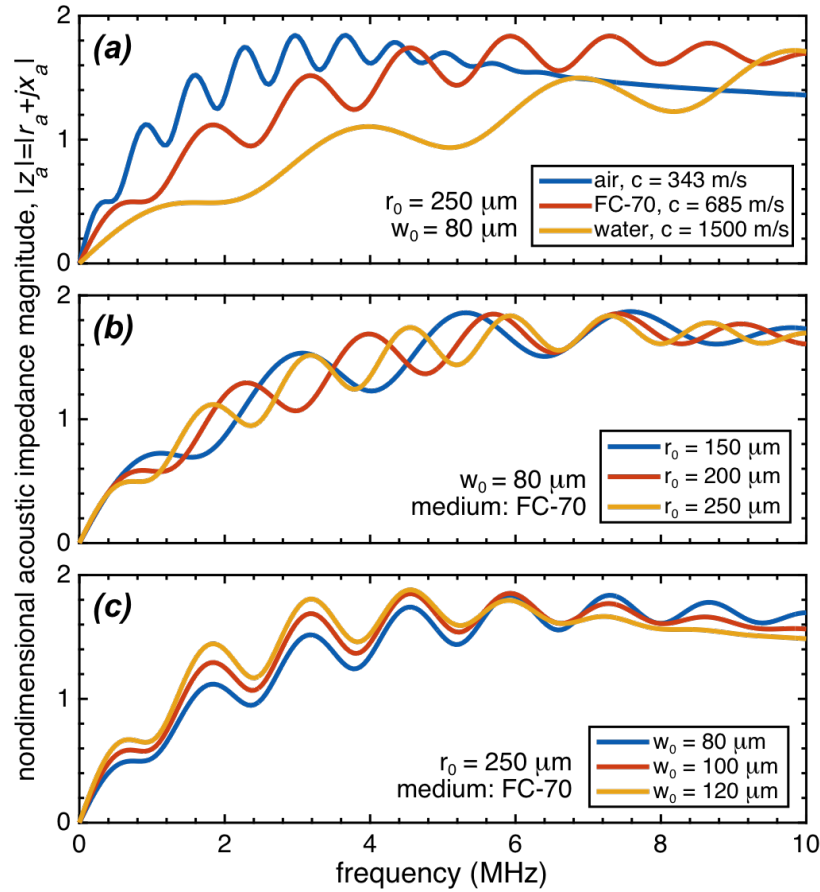 nondimensional acoustic impedance magnitude, |z_a|=|r_a+jx_a|
2
1
0
(a)
r₀ = 250 μm
w₀ = 80 μm
air, c = 343 m/s
FC-70, c = 685 m/s
water, c = 1500 m/s
2
1
0
(b)
w₀ = 80 μm
medium: FC-70
r₀ = 150 μm
r₀ = 200 μm
r₀ = 250 μm
2
1
0
(c)
r₀ = 250 μm
medium: FC-70
w₀ = 80 μm
w₀ = 100 μm
w₀ = 120 μm
0 2 4 6 8 10
frequency (MHz)